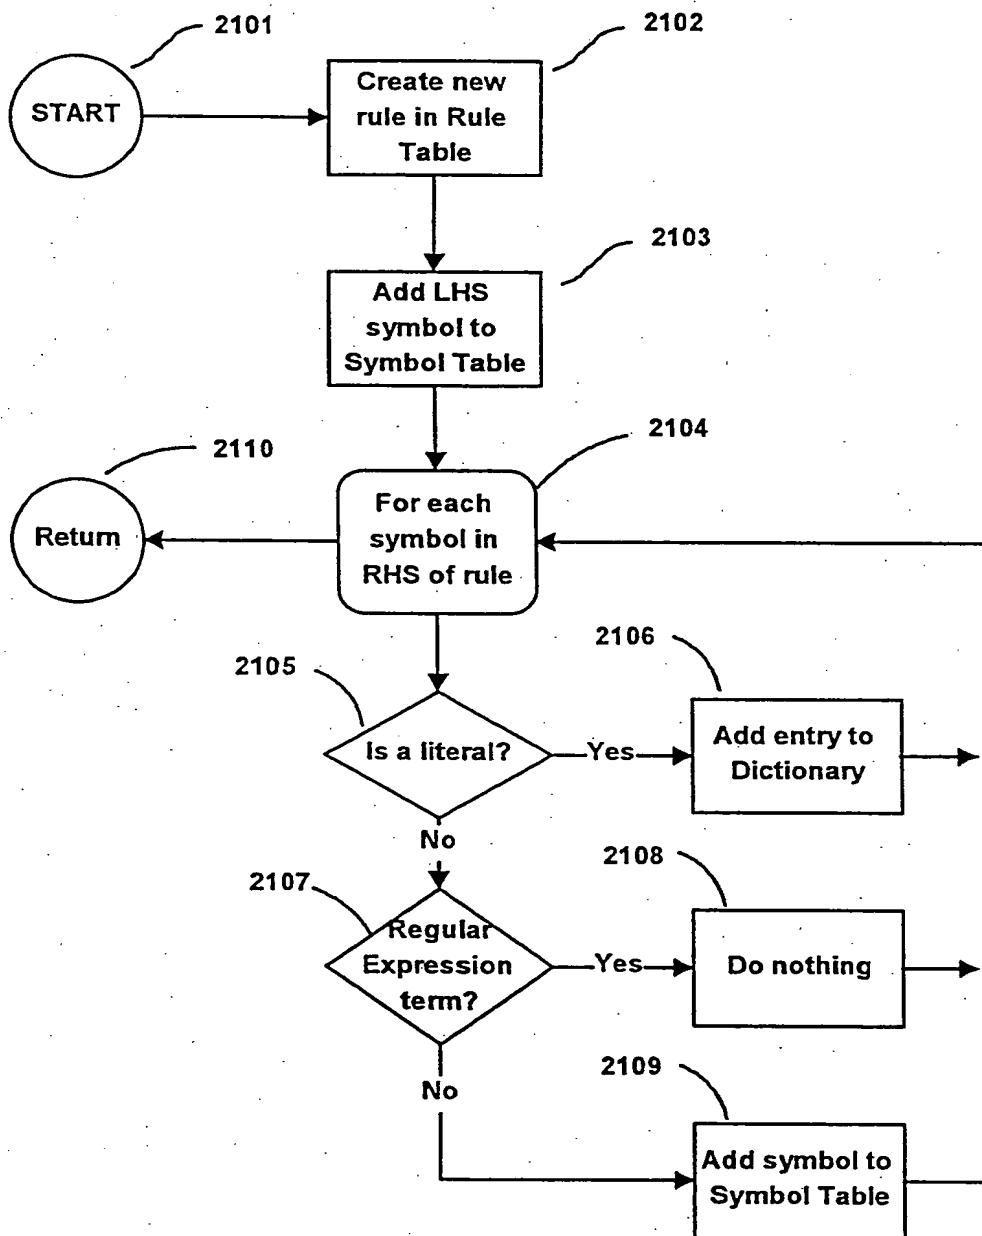 2101
2102
START
Create new
rule in Rule
Table
2103
Add LHS
symbol to
Symbol Table
2104
2110
For each
symbol in
RHS of rule
Return
2106
2105
Is a literal?
Yes
Add entry to
Dictionary
No
2108
2107
Regular
Expression
term?
Yes
Do nothing
2109
No
Add symbol to
Symbol Table